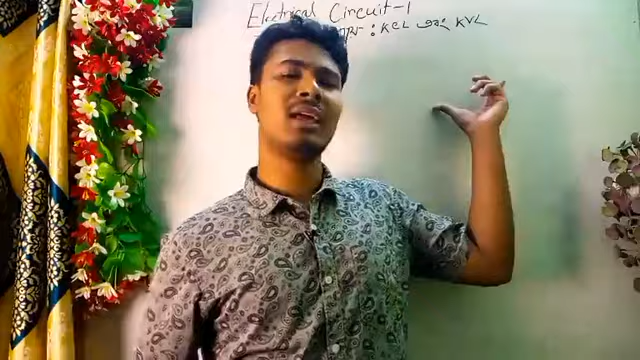 Electrical Circuit-1
: KCL এবং KVL